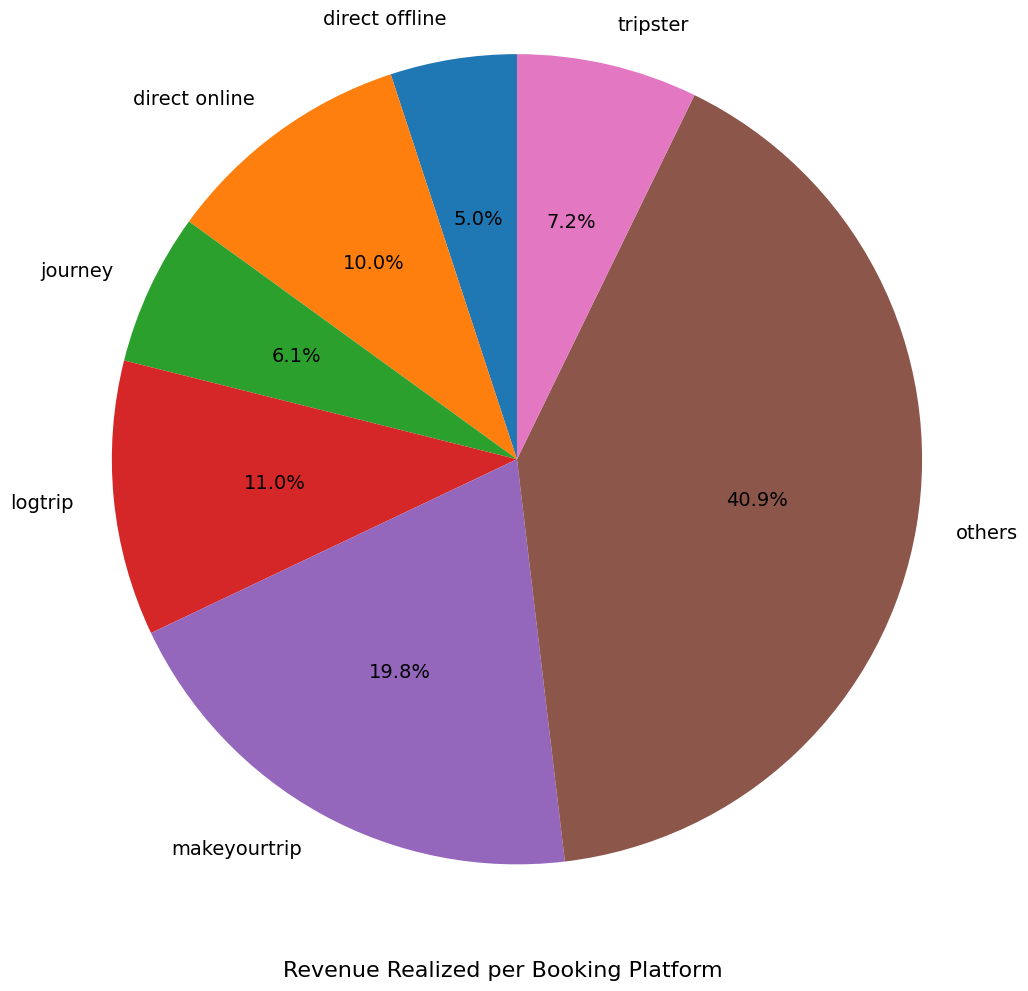 direct offline
tripster
direct online
5.0%
7.2%
10.0%
journey
6.1%
logtrip
11.0%
40.9%
others
19.8%
makeyourtrip
Revenue Realized per Booking Platform